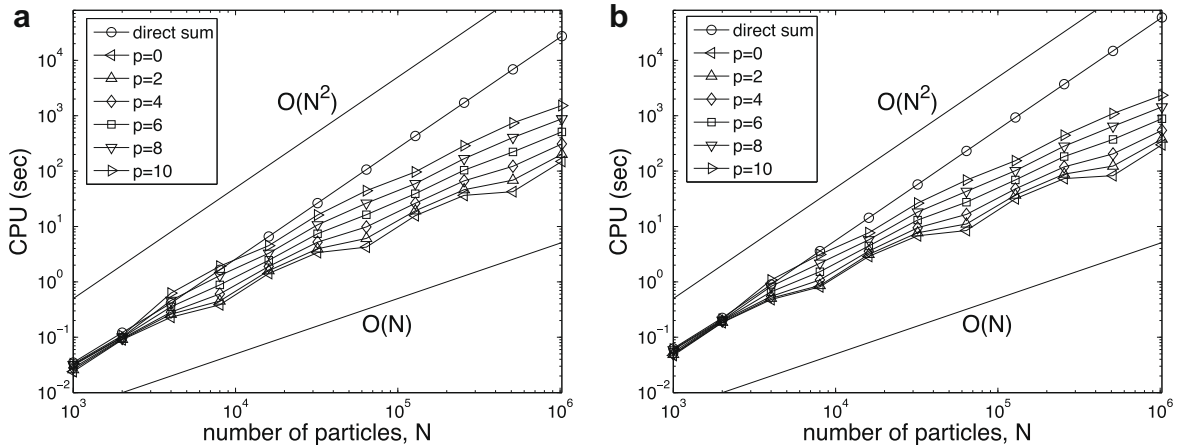 a
direct sum
p=0
p=2
p=4
p=6
p=8
p=10
O(N²)
O(N)
10⁴
10³
10²
10¹
10⁰
10⁻¹
10⁻²
CPU (sec)
10³
10⁴
10⁵
10⁶
number of particles, N
b
direct sum
p=0
p=2
p=4
p=6
p=8
p=10
O(N²)
O(N)
10⁴
10³
10²
10¹
10⁰
10⁻¹
10⁻²
CPU (sec)
10³
10⁴
10⁵
10⁶
number of particles, N